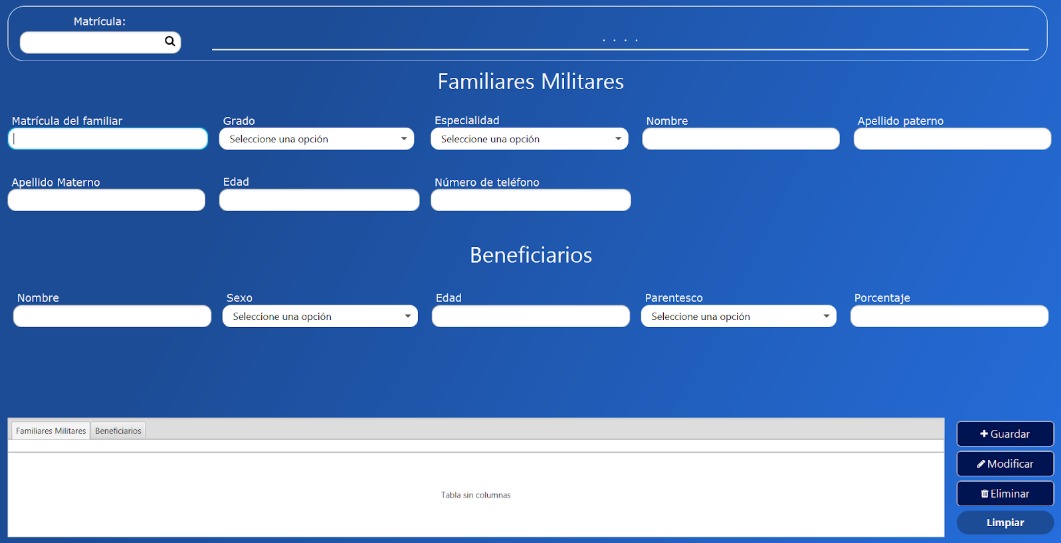 Matrícula:
. . . .
Familiares Militares
Matrícula del familiar Grado Especialidad Nombre Apellido paterno
Seleccione una opción Seleccione una opción
Apellido Materno Edad Número de teléfono
Beneficiarios
Nombre Sexo Edad Parentesco Porcentaje
Seleccione una opción Seleccione una opción
Familiares Militares Beneficiarios
Tabla sin columnas
Guardar
Modificar
Eliminar
Limpiar